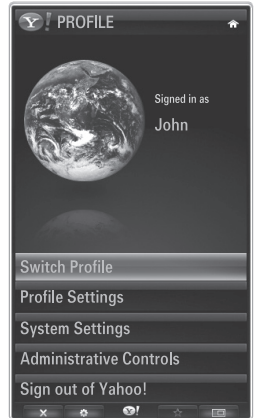 Y! PROFILE
Signed in as
John
Switch Profile
Profile Settings
System Settings
Administrative Controls
Sign out of Yahoo!
Y!